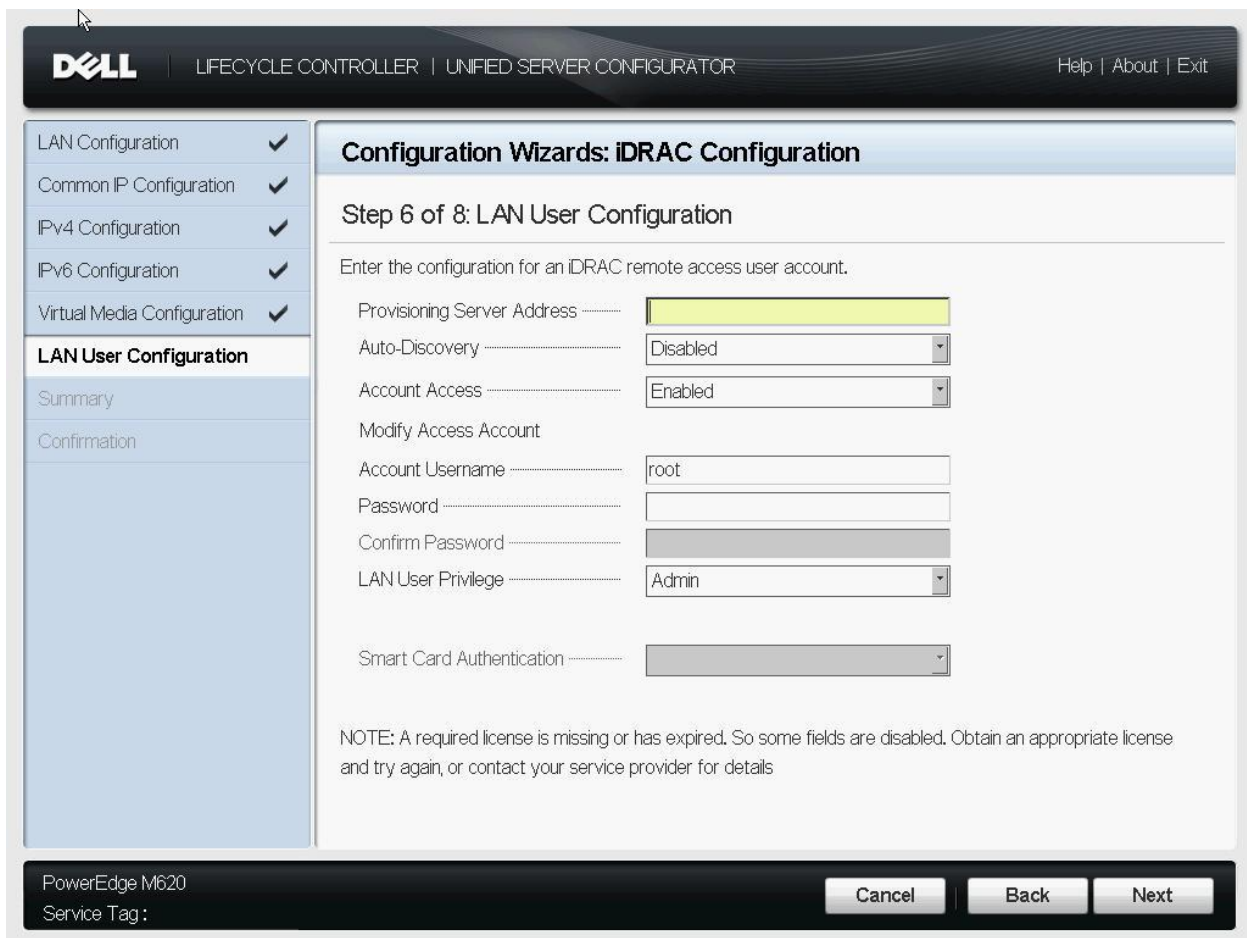 DELL LIFECYCLE CONTROLLER | UNIFIED SERVER CONFIGURATOR Help | About | Exit
LAN Configuration
Common IP Configuration
IPv4 Configuration
IPv6 Configuration
Virtual Media Configuration
LAN User Configuration
Summary
Confirmation
Configuration Wizards: iDRAC Configuration
Step 6 of 8: LAN User Configuration
Enter the configuration for an iDRAC remote access user account.
Provisioning Server Address
Auto-Discovery Disabled
Account Access Enabled
Modify Access Account
Account Username root
Password
Confirm Password
LAN User Privilege Admin
Smart Card Authentication
NOTE: A required license is missing or has expired. So some fields are disabled. Obtain an appropriate license
and try again, or contact your service provider for details
PowerEdge M620
Service Tag:
Cancel Back Next